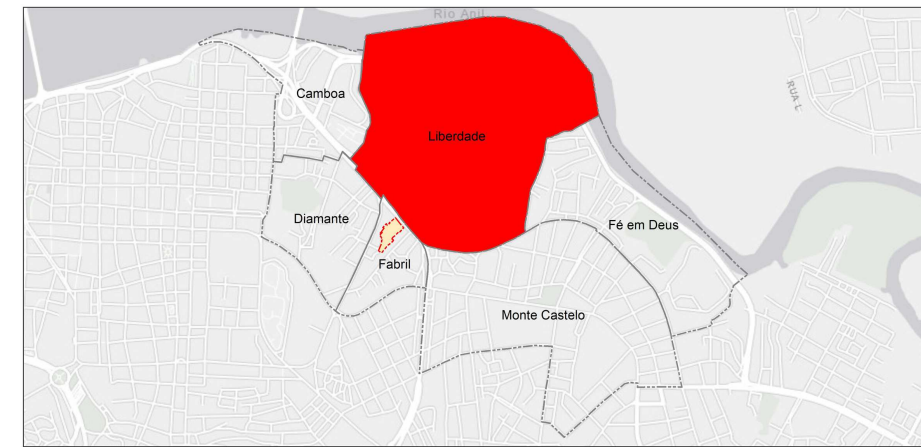 Rio Anil
RUA L
Camboa
Liberdade
Diamante
Fé em Deus
Fabril
Monte Castelo